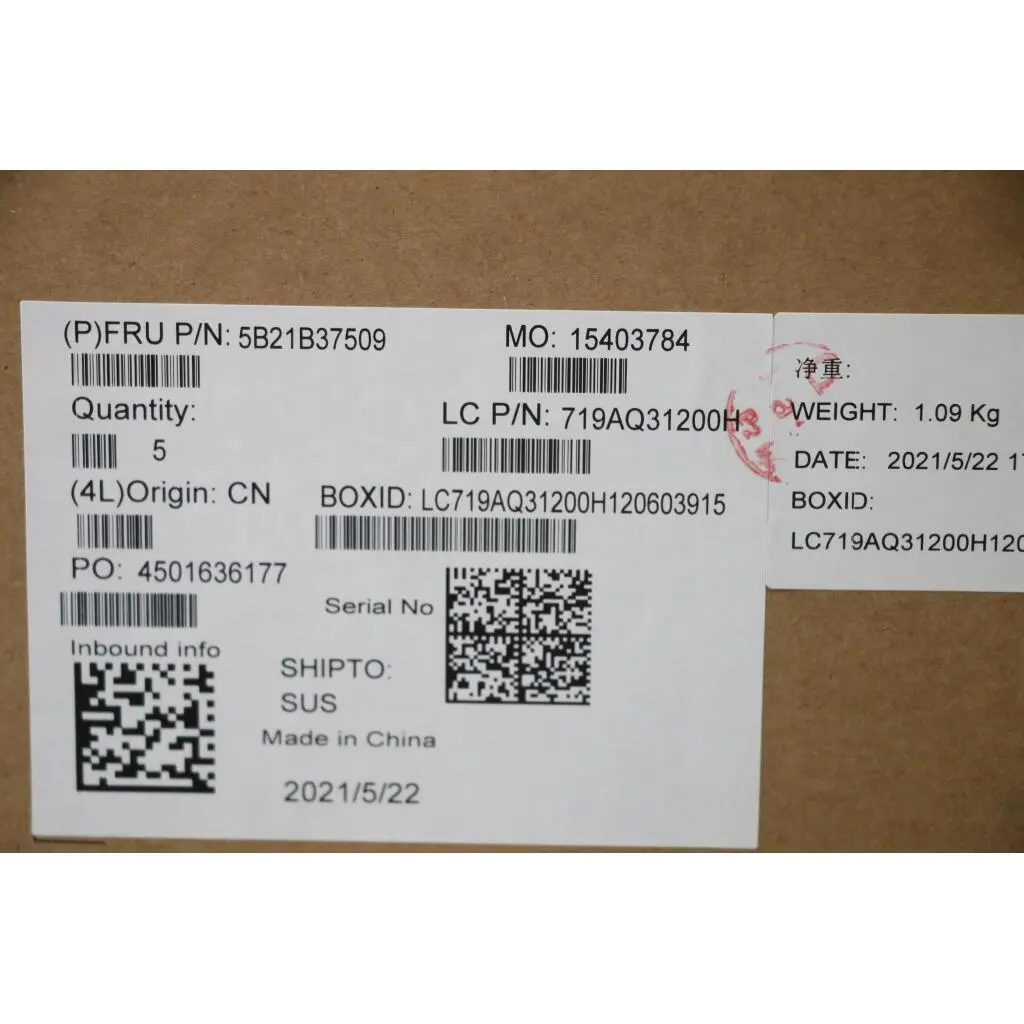 (P)FRU P/N: 5B21B37509
MO: 15403784
Quantity:
5
LC P/N: 719AQ31200H
(4L)Origin: CN
BOXID: LC719AQ31200H120603915
PO: 4501636177
Serial No
Inbound info
SHIPTO:
SUS
Made in China
2021/5/22
净重:
WEIGHT: 1.09 Kg
DATE: 2021/5/22 1
BOXID:
LC719AQ31200H120